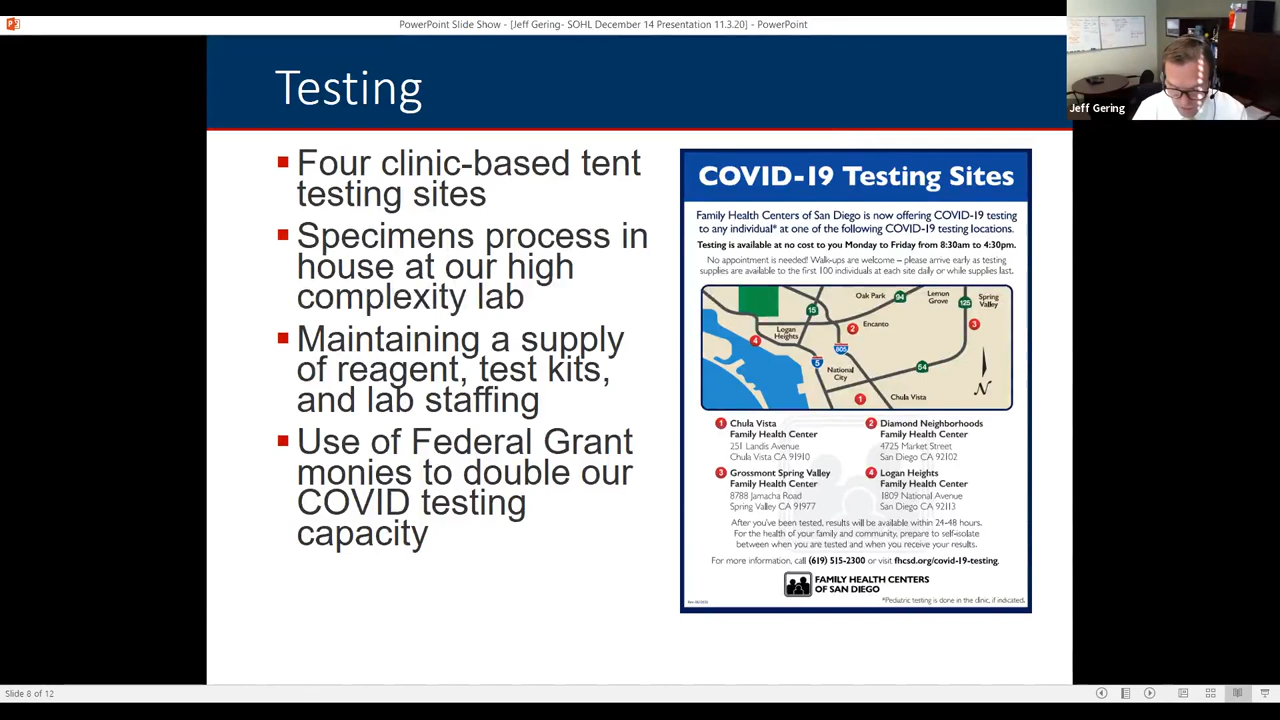 PowerPoint Slide Show - [Jeff Gering- SOHL December 14 Presentation 11.3.20] - PowerPoint
Jeff Gering
Testing
Four clinic-based tent
testing sites
Specimens process in
house at our high
complexity lab
Maintaining a supply
of reagent, test kits,
and lab staffing
Use of Federal Grant
monies to double our
COVID testing
capacity
COVID-19 Testing Sites
Family Health Centers of San Diego is now offering COVID-19 testing
to any individual* at one of the following COVID-19 testing locations.
Testing is available at no cost to you Monday to Friday from 8:30am to 4:30pm.
No appointment is needed! Walk-ups are welcome – please arrive early as testing
supplies are available to the first 100 individuals at each site daily or while supplies last.
Oak Park
94
Lemon
Grove
125
Spring
Valley
15
Logan
Heights
2
Encanto
3
4
805
5
National
City
54
N
1
Chula Vista
1 Chula Vista
Family Health Center
251 Landis Avenue
Chula Vista CA 91910
2 Diamond Neighborhoods
Family Health Center
4725 Market Street
San Diego CA 92102
3 Grossmont Spring Valley
Family Health Center
8788 Jamacha Road
Spring Valley CA 91977
4 Logan Heights
Family Health Center
1809 National Avenue
San Diego CA 92113
After you've been tested, results will be available within 24-48 hours.
For the health of your family and community, prepare to self-isolate
between when you are tested and when you receive your results.
For more information, call (619) 515-2300 or visit fhcsd.org/covid-19-testing.
FAMILY HEALTH CENTERS
OF SAN DIEGO
*Pediatric testing is done in the clinic, if indicated.
Slide 8 of 12